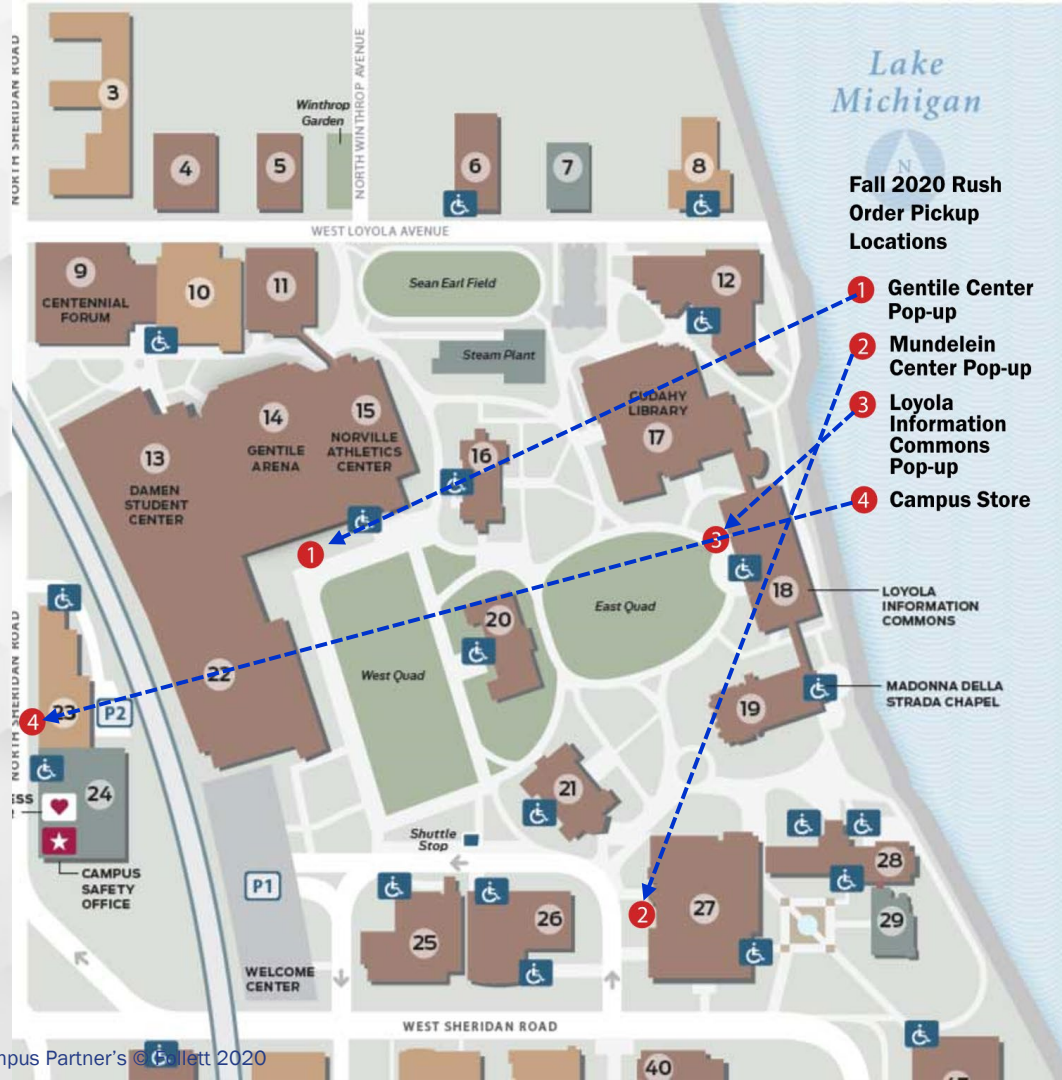 NORTH SHERIDAN ROAD
3
Winthrop
Garden
NORTH WINTHROP AVENUE
4
5
6
7
8
Lake
Michigan
N
WEST LOYOLA AVENUE
Fall 2020 Rush
Order Pickup
Locations
1 Gentile Center
Pop-up
2 Mundelein
Center Pop-up
3 Loyola
Information
Commons
Pop-up
4 Campus Store
9
CENTENNIAL
FORUM
10
11
Sean Earl Field
12
Steam Plant
13
DAMEN
STUDENT
CENTER
14
GENTILE
ARENA
15
NORVILLE
ATHLETICS
CENTER
16
CUDAHY
LIBRARY
17
1
3
18
LOYOLA
INFORMATION
COMMONS
East Quad
20
West Quad
22
19
MADONNA DELLA
STRADA CHAPEL
NORTH SHERIDAN ROAD
4
23
P2
24
CAMPUS
SAFETY
OFFICE
21
Shuttle
Stop
P1
WELCOME
CENTER
25
26
2
27
28
29
WEST SHERIDAN ROAD
40
mpus Partner's © Follett 2020